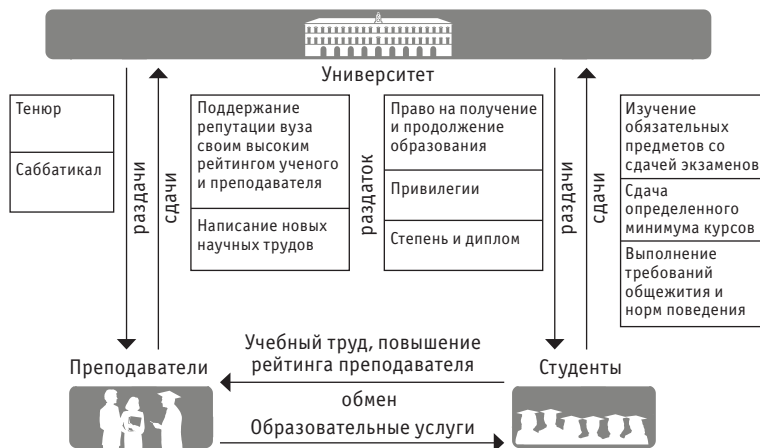 Университет
Тенюр
Саббатикал
раздачи
сдачи
Поддержание
репутации вуза
своим высоким
рейтингом ученого
и преподавателя
Написание новых
научных трудов
раздаток
Право на получение
и продолжение
образования
Привилегии
Степень и диплом
раздачи
сдачи
Изучение
обязательных
предметов со
сдачей экзаменов
Сдача
определенного
минимума курсов
Выполнение
требований
общежития и
норм поведения
Преподаватели
Учебный труд, повышение
рейтинга преподавателя
Студенты
обмен
Образовательные услуги